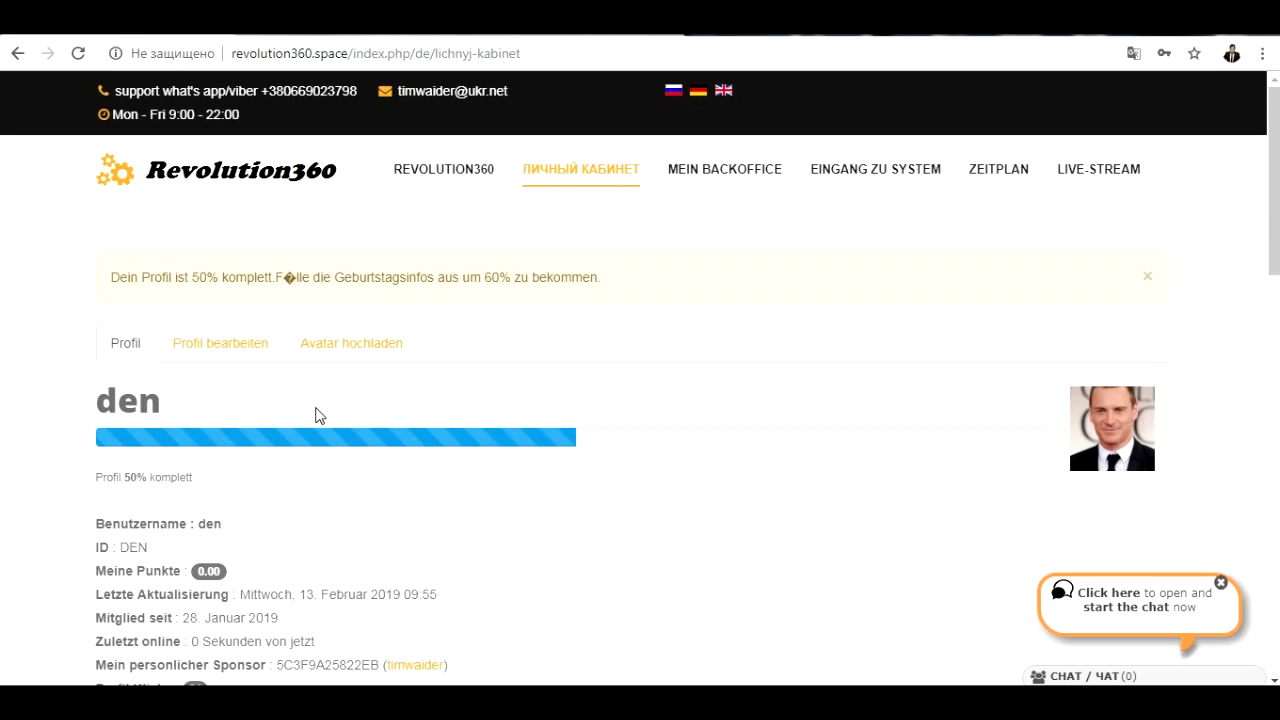 Не защищено revolution360.space/index.php/de/lichnyj-kabinet
support what's app/viber +380669023798 timwaider@ukr.net
Mon - Fri 9:00 - 22:00
Revolution360 REVOLUTION360 ЛИЧНЫЙ КАБИНЕТ MEIN BACKOFFICE EINGANG ZU SYSTEM ZEITPLAN LIVE-STREAM
Dein Profil ist 50% komplett.F�lle die Geburtstagsinfos aus um 60% zu bekommen. ×
Profil Profil bearbeiten Avatar hochladen
den
Profil 50% komplett
Benutzername : den
ID : DEN
Meine Punkte : 0.00
Letzte Aktualisierung : Mittwoch, 13. Februar 2019 09:55
Mitglied seit : 28. Januar 2019
Zuletzt online : 0 Sekunden von jetzt
Mein personlicher Sponsor : 5C3F9A25822EB (timwaider)
Click here to open and
start the chat now
CHAT / ЧАТ (0)